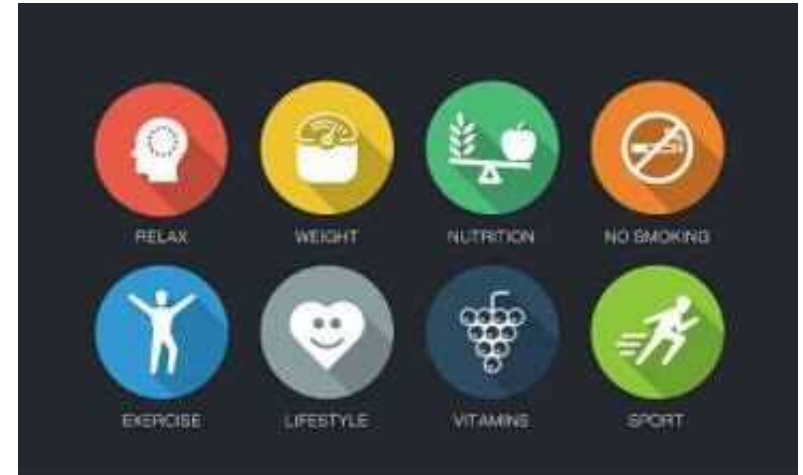 RELAX
WEIGHT
NUTRITION
NO SMOKING
EXERCISE
LIFESTYLE
VITAMINS
SPORT